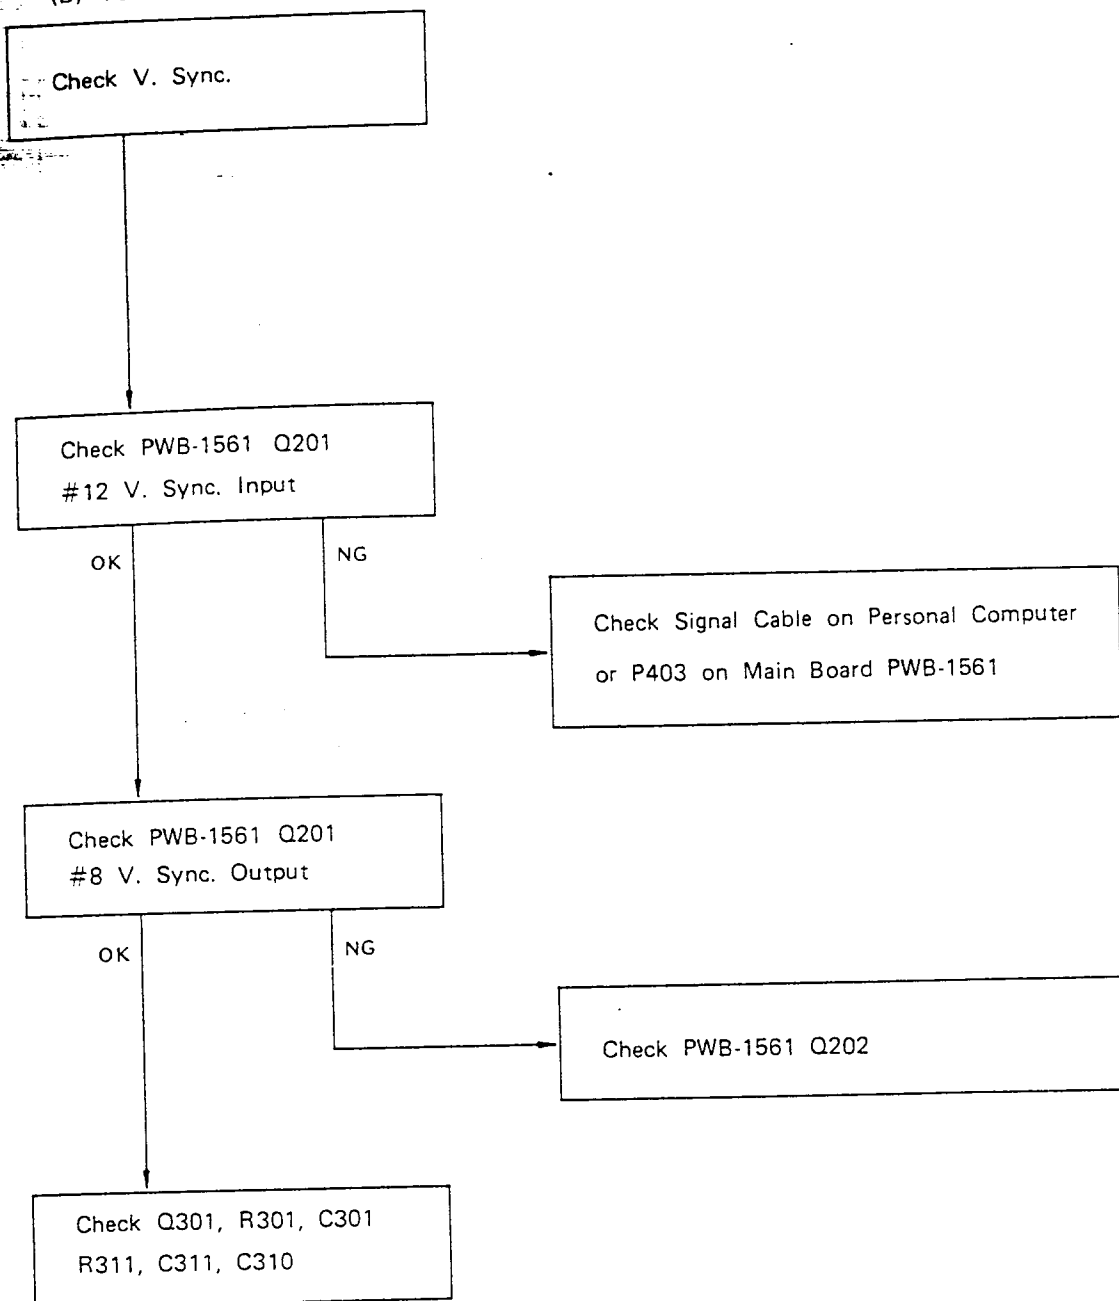 Check V. Sync.
Check PWB-1561 Q201
#12 V. Sync. Input
OK
NG
Check Signal Cable on Personal Computer
or P403 on Main Board PWB-1561
Check PWB-1561 Q201
#8 V. Sync. Output
OK
NG
Check PWB-1561 Q202
Check Q301, R301, C301
R311, C311, C310